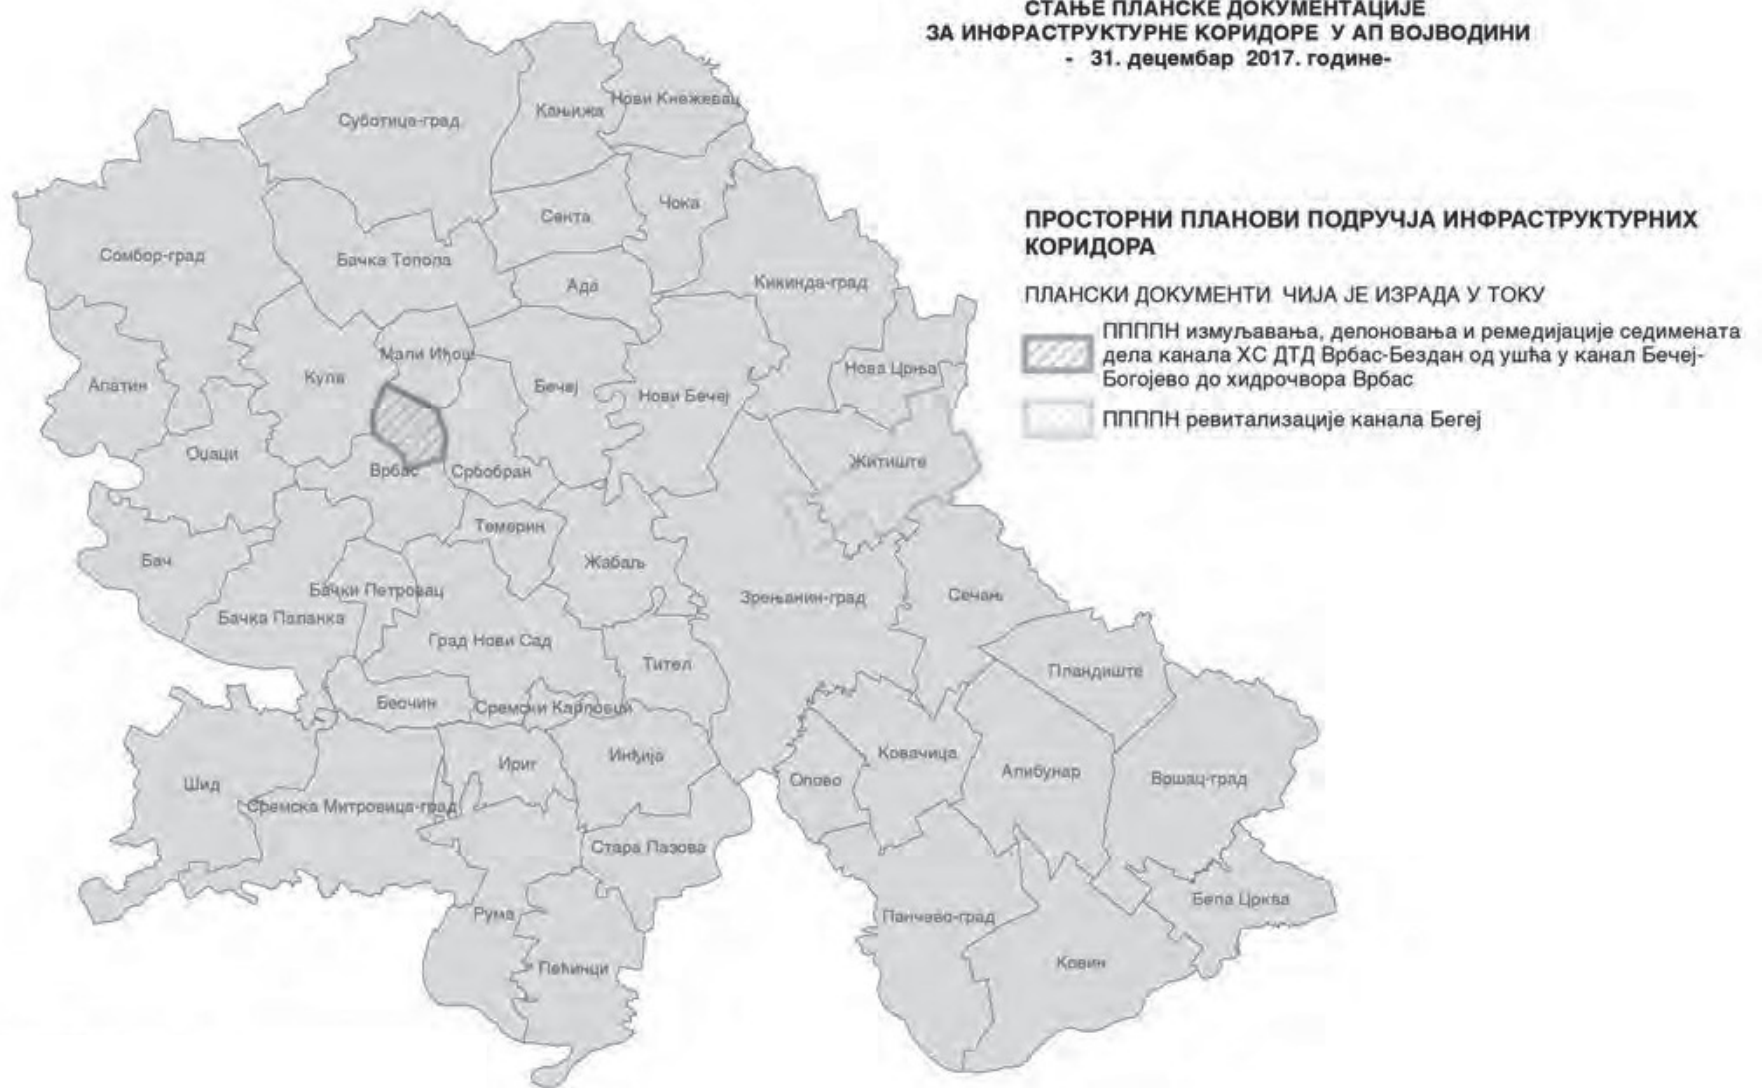 СТАЊЕ ПЛАНСКЕ ДОКУМЕНТАЦИЈЕ
ЗА ИНФРАСТРУКТУРНЕ КОРИДОРЕ У АП ВОЈВОДИНИ
- 31. децембар 2017. године-
ПРОСТОРНИ ПЛАНОВИ ПОДРУЧЈА ИНФРАСТРУКТУРНИХ
КОРИДОРА
ПЛАНСКИ ДОКУМЕНТИ ЧИЈА ЈЕ ИЗРАДА У ТОКУ
ППППН измуљавања, депоновања и ремедијације седимената
дела канала ХС ДТД Врбас-Бездан од ушћа у канал Бечеј-
Богојево до хидрочвора Врбас
ППППН ревитализације канала Бегеј
Суботица-град
Кањижа
Нови Кнежевац
Сента
Чока
Сомбор-град
Бачка Топола
Ада
Кикинда-град
Мали Иђош
Нова Црња
Апатин
Кула
Бечеј
Нови Бечеј
Оџаци
Врбас
Србобран
Житиште
Темерин
Бач
Жабаљ
Бачки Петровац
Зрењанин-град
Сечањ
Бачка Паланка
Град Нови Сад
Тител
Пландиште
Беочин
Сремски Карловци
Шид
Ириг
Инђија
Ковачица
Опово
Алибунар
Вршац-град
Сремска Митровица-град
Стара Пазова
Рума
Панчево-град
Бела Црква
Пећинци
Ковин